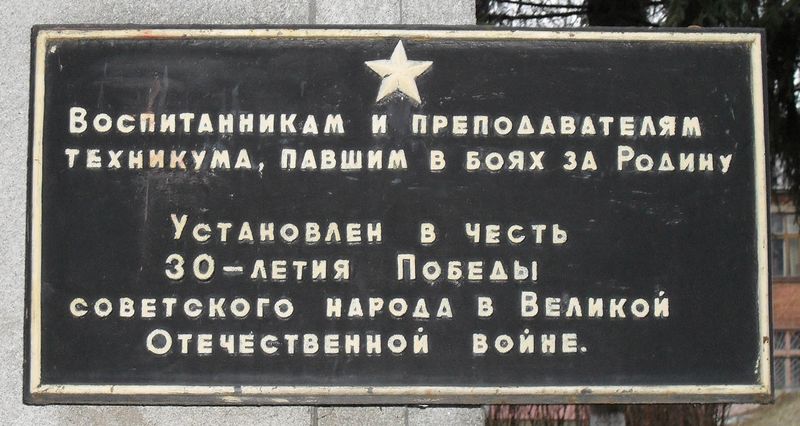 Воспитанникам и преподавателям
техникума, павшим в боях за Родину
Установлен в честь
30-летия Победы
советского народа в Великой
Отечественной войне.